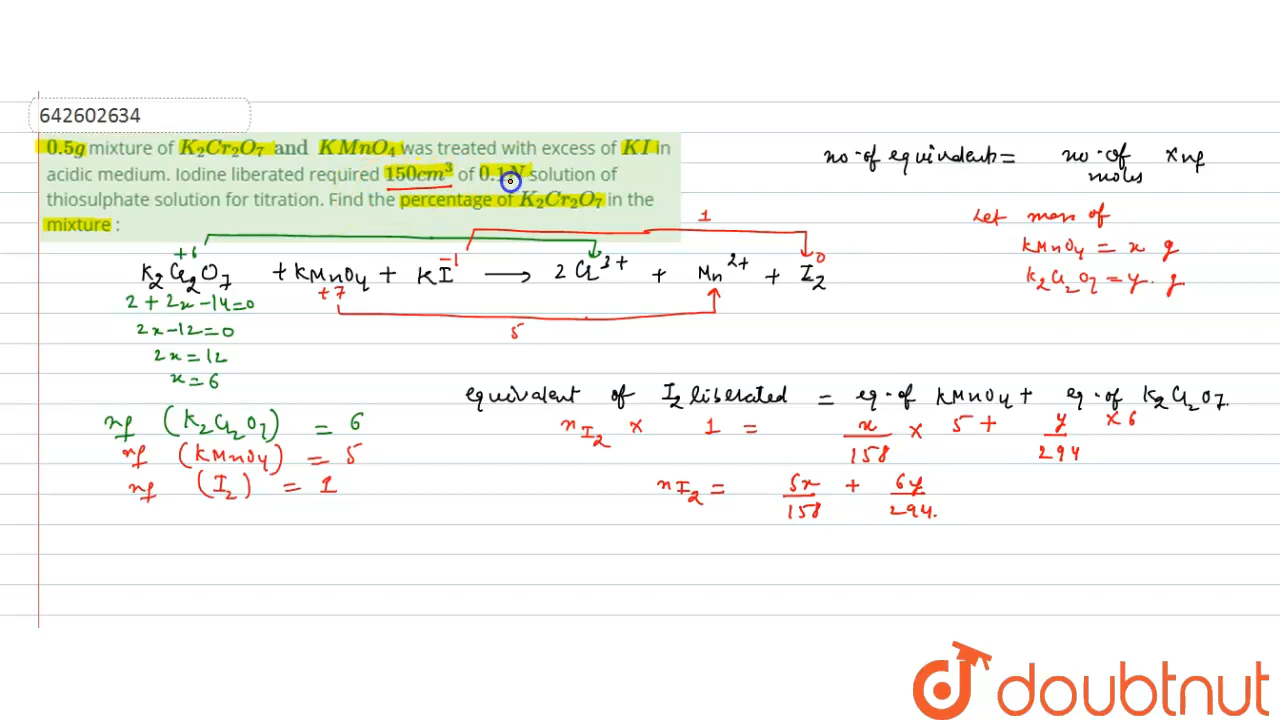 642602634
0.5g mixture of K₂Cr₂O₇ and KMnO₄ was treated with excess of KI in
acidic medium. Iodine liberated required 150cm³ of 0.1N solution of
thiosulphate solution for titration. Find the percentage of K₂Cr₂O₇ in the
mixture :
no·of equivalent = no·of moles × nf
Let mass of
KMnO₄ = x g
K₂Cr₂O₇ = y · g
+6 −1 1 0
K₂Cr₂O₇ + KMnO₄ + KI ⟶ 2Cr³⁺ + Mn²⁺ + I₂
+7
5
2 + 2x − 14 = 0
2x − 12 = 0
2x = 12
x = 6
nf (K₂Cr₂O₇) = 6
nf (KMnO₄) = 5
nf (I₂) = 1
equivalent of I₂ liberated = eq·of KMnO₄ + eq·of K₂Cr₂O₇.
nI₂ × 1 = x/158 × 5 + y/294 × 6
nI₂ = 5x/158 + 6y/294.
doubtnut